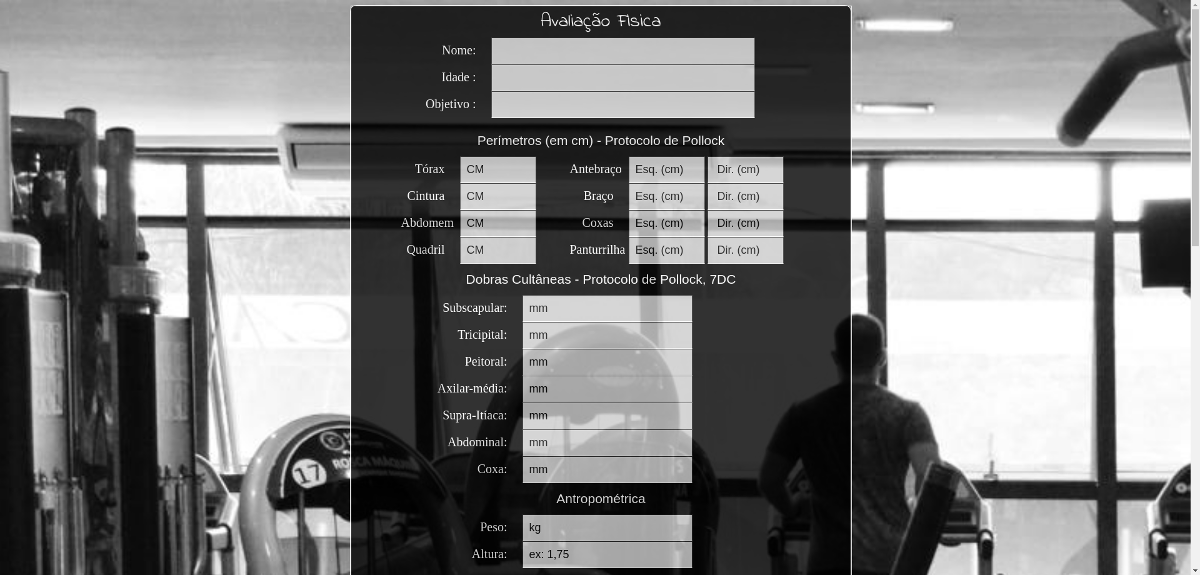 Avaliação Física
Nome:
Idade :
Objetivo :
Perímetros (em cm) - Protocolo de Pollock
Tórax CM Antebraço Esq. (cm) Dir. (cm)
Cintura CM Braço Esq. (cm) Dir. (cm)
Abdomem CM Coxas Esq. (cm) Dir. (cm)
Quadril CM Panturrilha Esq. (cm) Dir. (cm)
Dobras Cultâneas - Protocolo de Pollock, 7DC
Subscapular: mm
Tricipital: mm
Peitoral: mm
Axilar-média: mm
Supra-Itíaca: mm
Abdominal: mm
Coxa: mm
17
Antropométrica
Peso: kg
Altura: ex: 1,75